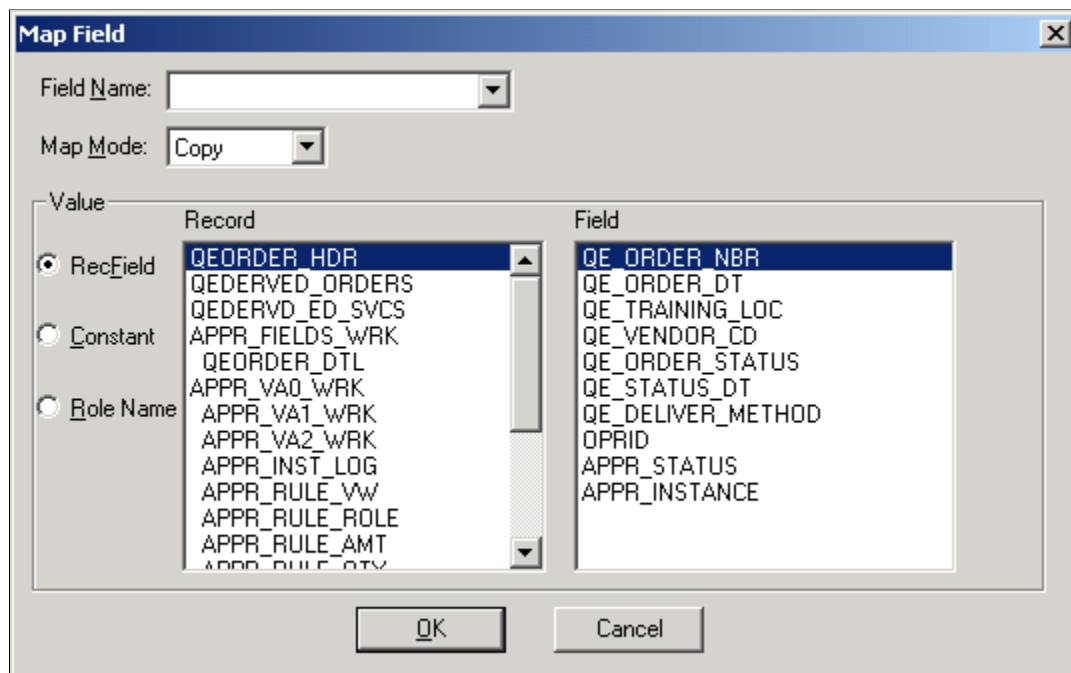 Map Field
Field Name:
Map Mode: Copy
Value
Record
Field
RecField
Constant
Role Name
QEORDER_HDR
QEDERVED_ORDERS
QEDERVD_ED_SVCS
APPR_FIELDS_WRK
QEORDER_DTL
APPR_VA0_WRK
APPR_VA1_WRK
APPR_VA2_WRK
APPR_INST_LOG
APPR_RULE_VW
APPR_RULE_ROLE
APPR_RULE_AMT
APPR_RULE_QTY
QE_ORDER_NBR
QE_ORDER_DT
QE_TRAINING_LOC
QE_VENDOR_CD
QE_ORDER_STATUS
QE_STATUS_DT
QE_DELIVER_METHOD
OPRID
APPR_STATUS
APPR_INSTANCE
OK
Cancel